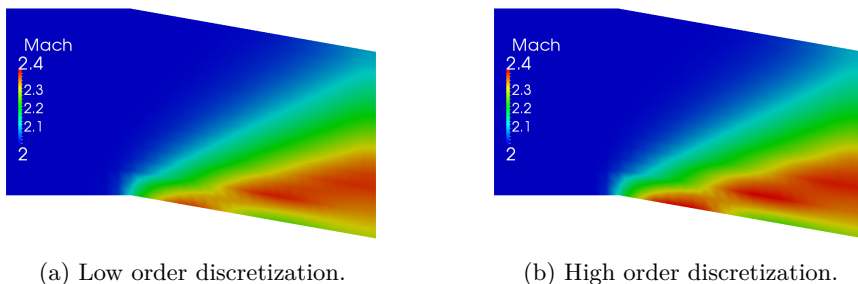 Mach
2.4
2.3
2.2
2.1
2
(a) Low order discretization.
Mach
2.4
2.3
2.2
2.1
2
(b) High order discretization.